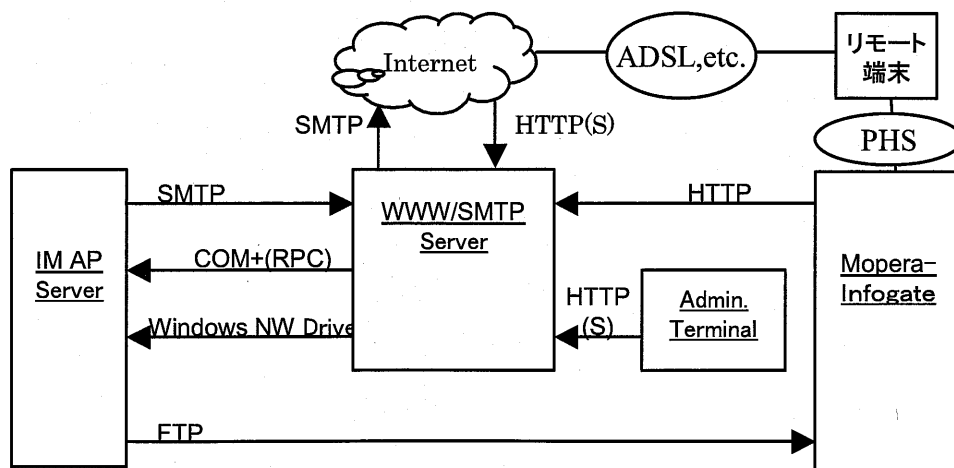 Internet
ADSL,etc.
リモート
端末
SMTP
HTTP(S)
PHS
SMTP
HTTP
WWW/SMTP
Server
IM AP
Server
COM+(RPC)
Mopera-
Infogate
HTTP
(S)
Admin.
Terminal
Windows NW Drive
FTP